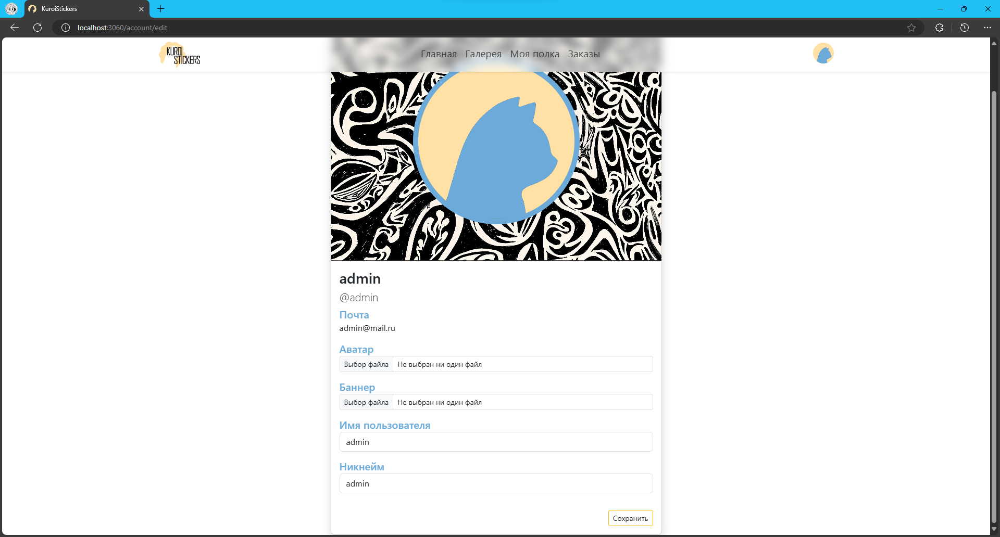 KuroiStickers
localhost:3060/account/edit
KUROI
STICKERS
Главная Галерея Моя полка Заказы
admin
@admin
Почта
admin@mail.ru
Аватар
Выбор файла Не выбран ни один файл
Баннер
Выбор файла Не выбран ни один файл
Имя пользователя
admin
Никнейм
admin
Сохранить